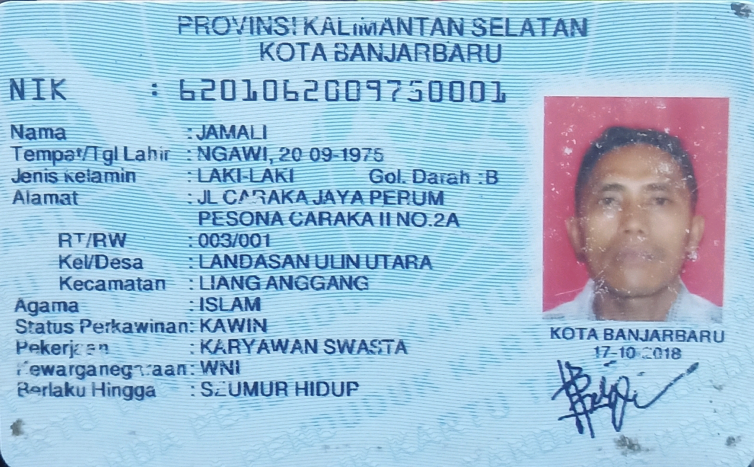 PROVINSI KALIMANTAN SELATAN
KOTA BANJARBARU
NIK : 6201062009750001
Nama : JAMALI
Tempat/Tgl Lahir : NGAWI, 20-09-1975
Jenis kelamin : LAKI-LAKI Gol. Darah : B
Alamat : JL CARAKA JAYA PERUM
PESONA CARAKA II NO.2A
RT/RW : 003/001
Kel/Desa : LANDASAN ULIN UTARA
Kecamatan : LIANG ANGGANG
Agama : ISLAM
Status Perkawinan: KAWIN
Pekerjaan : KARYAWAN SWASTA
Kewarganegaraan: WNI
Berlaku Hingga : SEUMUR HIDUP
KOTA BANJARBARU
17-10-2018